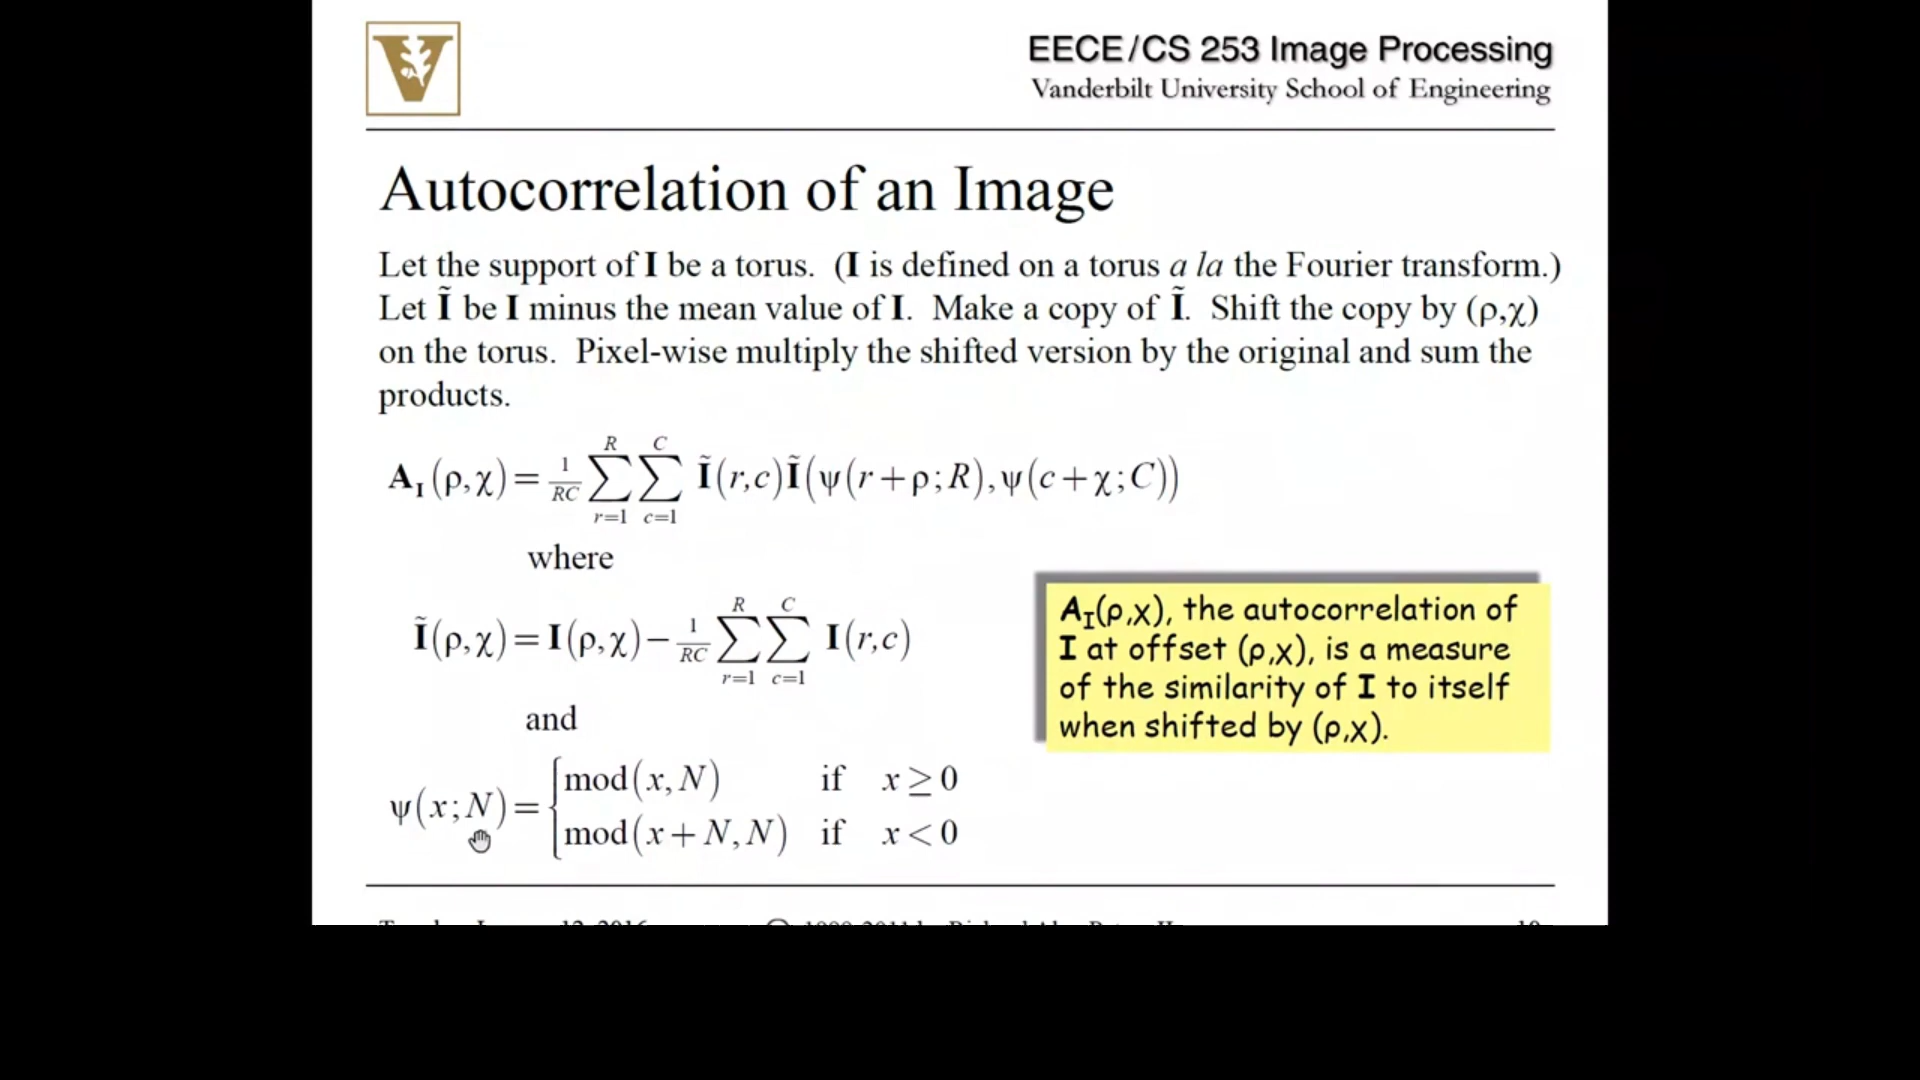 V
EECE/CS 253 Image Processing
Vanderbilt University School of Engineering
Autocorrelation of an Image
Let the support of I be a torus. (I is defined on a torus a la the Fourier transform.)
Let Ĩ be I minus the mean value of I. Make a copy of Ĩ. Shift the copy by (ρ,χ)
on the torus. Pixel-wise multiply the shifted version by the original and sum the
products.
A_I(ρ,χ) = 1/RC ∑_{r=1}^{R} ∑_{c=1}^{C} Ĩ(r,c)Ĩ(ψ(r+ρ;R),ψ(c+χ;C))
where
Ĩ(ρ,χ) = I(ρ,χ) − 1/RC ∑_{r=1}^{R} ∑_{c=1}^{C} I(r,c)
and
ψ(x;N) = { mod(x,N) if x ≥ 0
mod(x+N,N) if x < 0
A_I(ρ,χ), the autocorrelation of
I at offset (ρ,χ), is a measure
of the similarity of I to itself
when shifted by (ρ,χ).